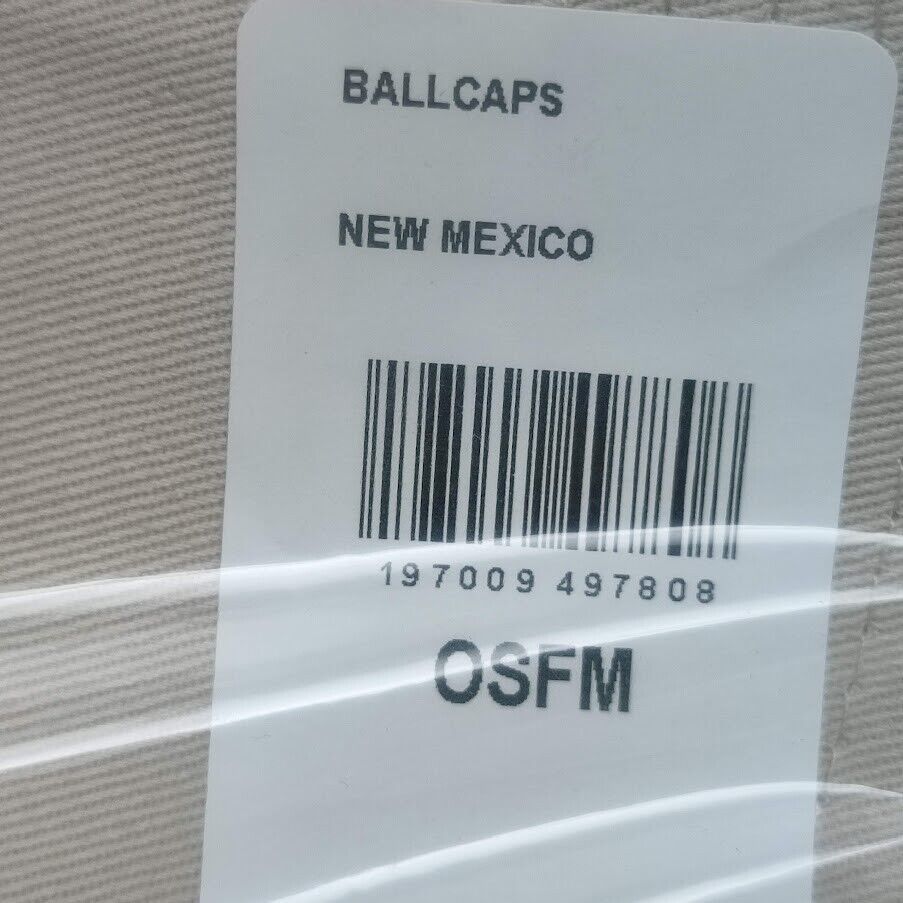 BALLCAPS
NEW MEXICO
197009 497808
OSFM